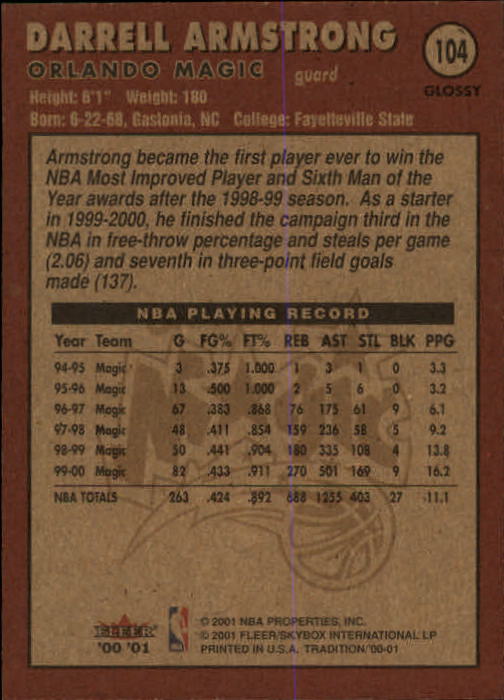 DARRELL ARMSTRONG
104
ORLANDO MAGIC guard
GLOSSY
Height: 6'1" Weight: 180
Born: 6-22-68, Gastonia, NC College: Fayetteville State
Armstrong became the first player ever to win the
NBA Most Improved Player and Sixth Man of the
Year awards after the 1998-99 season. As a starter
in 1999-2000, he finished the campaign third in the
NBA in free-throw percentage and steals per game
(2.06) and seventh in three-point field goals
made (137).
NBA PLAYING RECORD
Year Team G FG% FT% REB AST STL BLK PPG
94-95 Magic 3 .375 1.000 1 3 1 0 3.3
95-96 Magic 13 .500 1.000 2 5 6 0 3.2
96-97 Magic 67 .383 .868 76 175 61 9 6.1
97-98 Magic 48 .411 .854 159 236 58 5 9.2
98-99 Magic 50 .441 .904 180 335 108 4 13.8
99-00 Magic 82 .433 .911 270 501 169 9 16.2
NBA TOTALS 263 .424 .892 688 1255 403 27 11.1
Magic
FLEER
'00 '01
© 2001 NBA PROPERTIES, INC.
© 2001 FLEER/SKYBOX INTERNATIONAL LP
PRINTED IN U.S.A. TRADITION '00-01